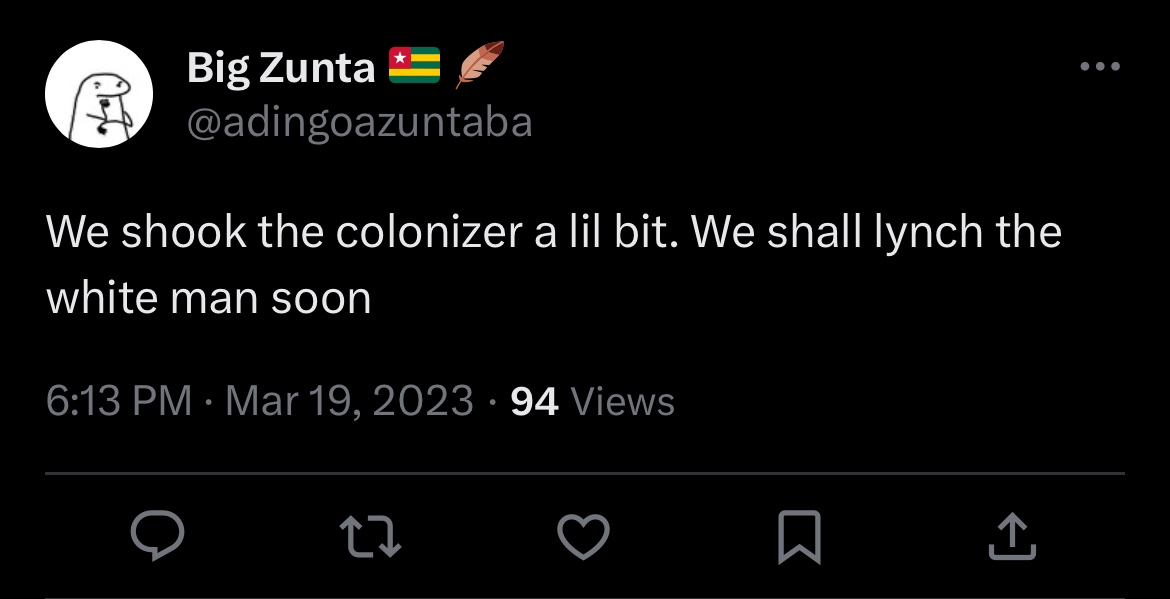 Big Zunta 🇹🇬 🪶
@adingoazuntaba
We shook the colonizer a lil bit. We shall lynch the
white man soon
6:13 PM · Mar 19, 2023 · 94 Views